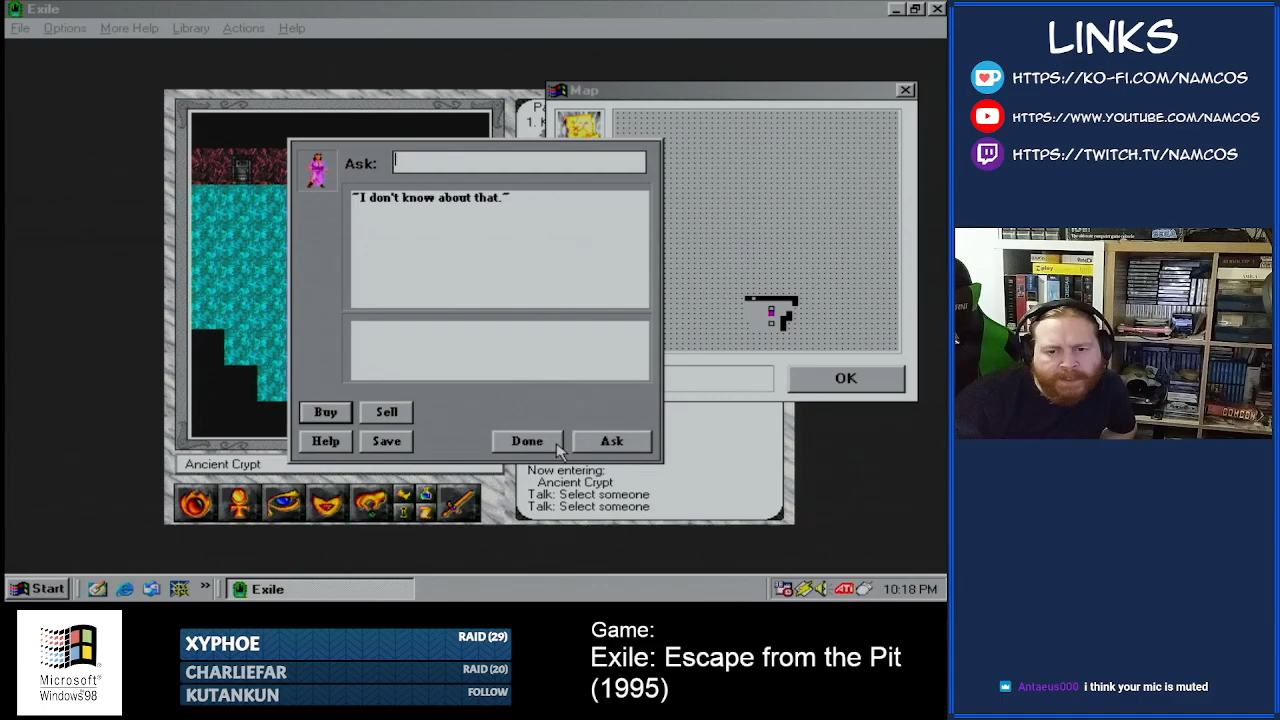 Exile
File Options More Help Library Actions Help
Map
1. K
Ask:
~I don't know about that.~
Buy
Sell
Help
Save
Done
Ask
OK
Ancient Crypt
Now entering:
Ancient Crypt
Talk: Select someone
Talk: Select someone
Start
»
Exile
ATI
10:18 PM
LINKS
HTTPS://KO-FI.COM/NAMCOS
HTTPS://WWW.YOUTUBE.COM/NAMCOS
HTTPS://TWITCH.TV/NAMCOS
Microsoft
Windows98
XYPHOE RAID (29)
CHARLIEFAR RAID (20)
KUTANKUN FOLLOW
Game:
Exile: Escape from the Pit
(1995)
Antaeus000 i think your mic is muted